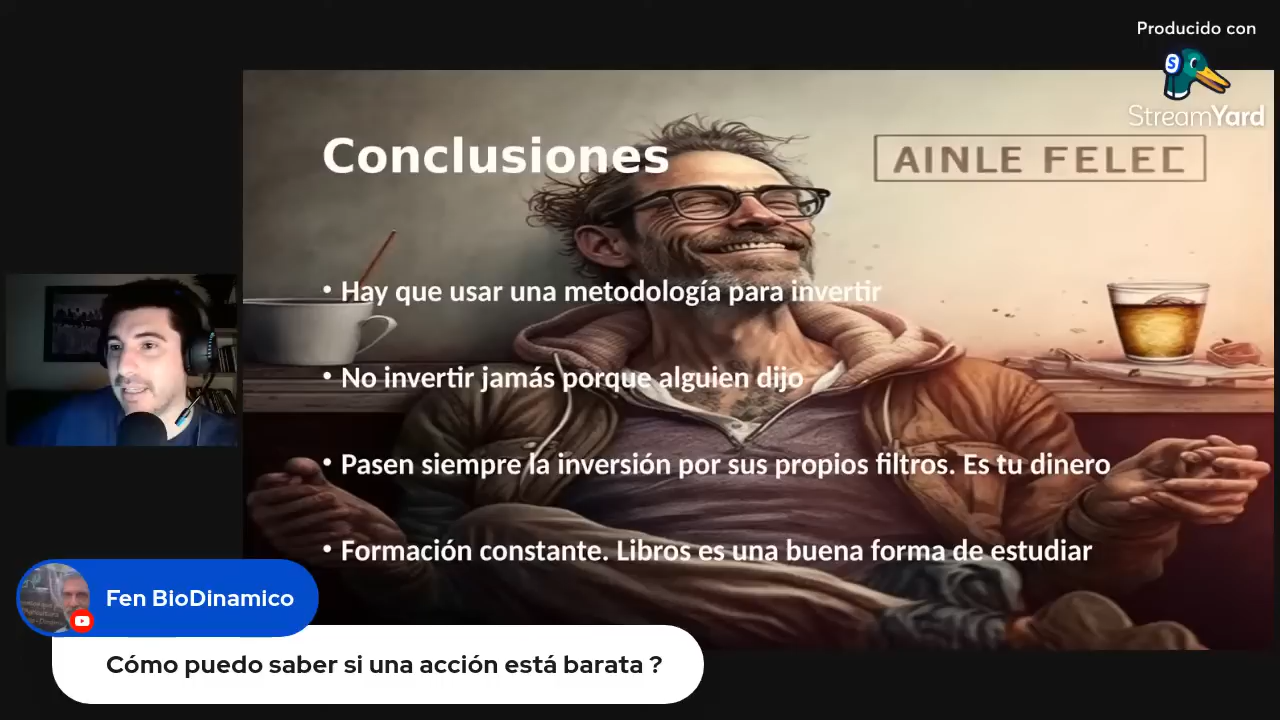 Producido con
StreamYard
Conclusiones
AINLE FELEC
• Hay que usar una metodología para invertir
• No invertir jamás porque alguien dijo
• Pasen siempre la inversión por sus propios filtros. Es tu dinero
• Formación constante. Libros es una buena forma de estudiar
Fen BioDinamico
Cómo puedo saber si una acción está barata ?